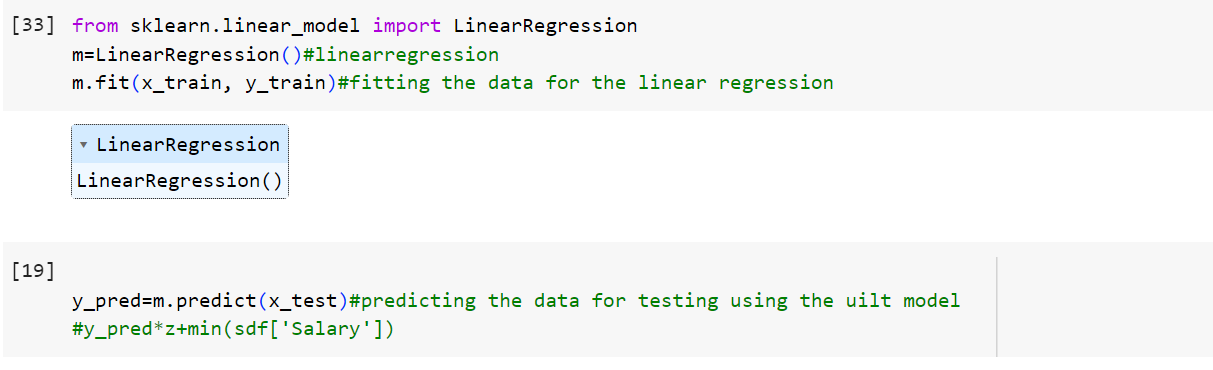 [33] from sklearn.linear_model import LinearRegression
m=LinearRegression()#linearregression
m.fit(x_train, y_train)#fitting the data for the linear regression
▾ LinearRegression
LinearRegression()
[19]
y_pred=m.predict(x_test)#predicting the data for testing using the uilt model
#y_pred*z+min(sdf['Salary'])